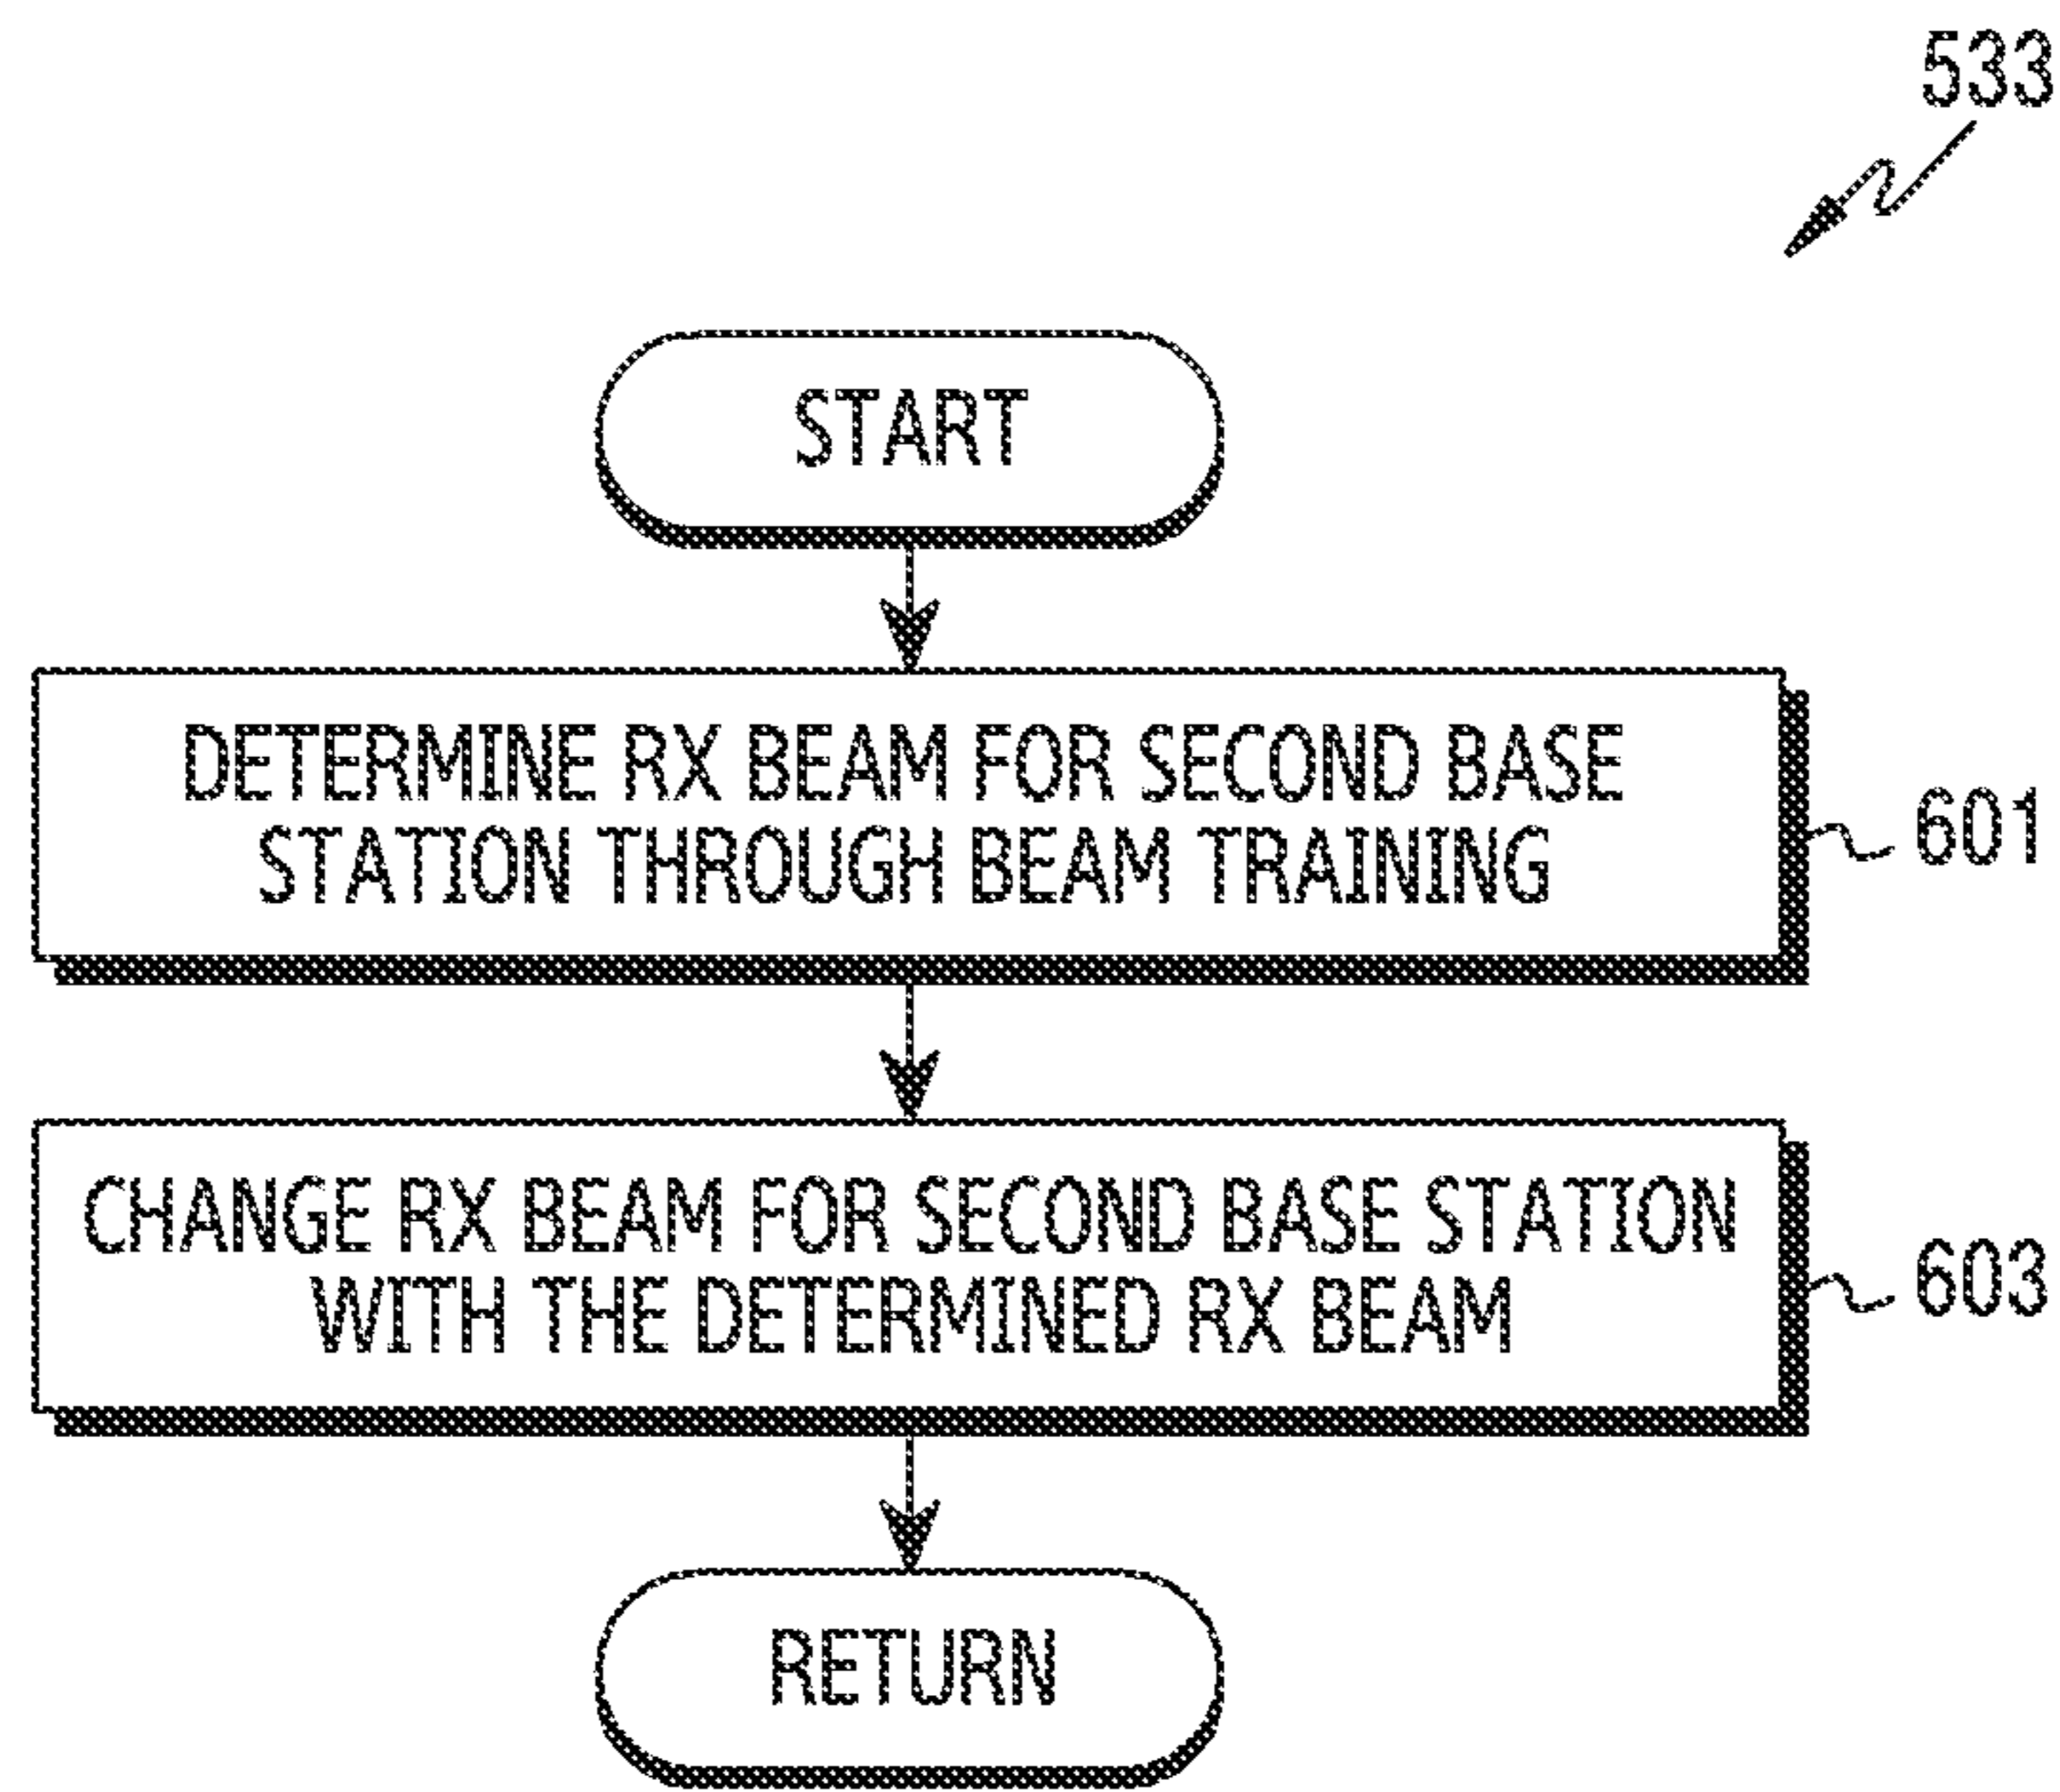 533
START
DETERMINE RX BEAM FOR SECOND BASE
STATION THROUGH BEAM TRAINING
601
CHANGE RX BEAM FOR SECOND BASE STATION
WITH THE DETERMINED RX BEAM
603
RETURN